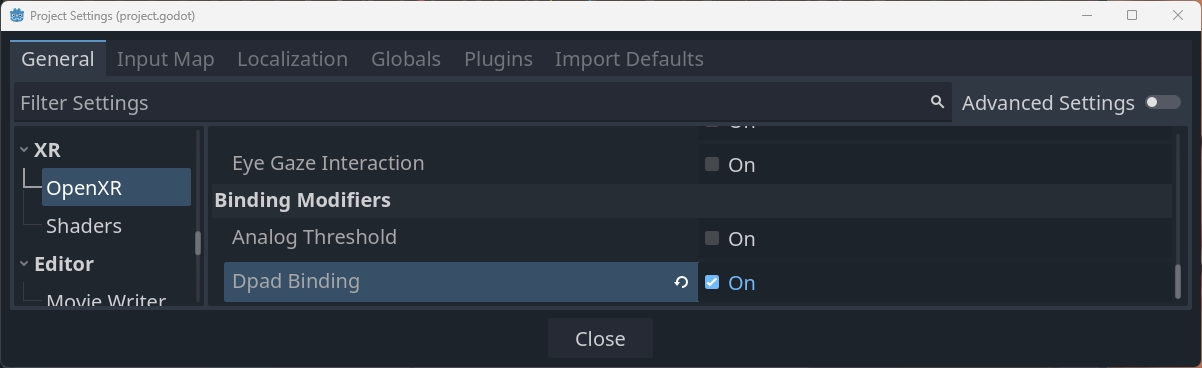 Project Settings (project.godot)
General Input Map Localization Globals Plugins Import Defaults
Filter Settings
Advanced Settings
XR
OpenXR
Shaders
Editor
Movie Writer
On
Eye Gaze Interaction On
Binding Modifiers
Analog Threshold On
Dpad Binding On
Close